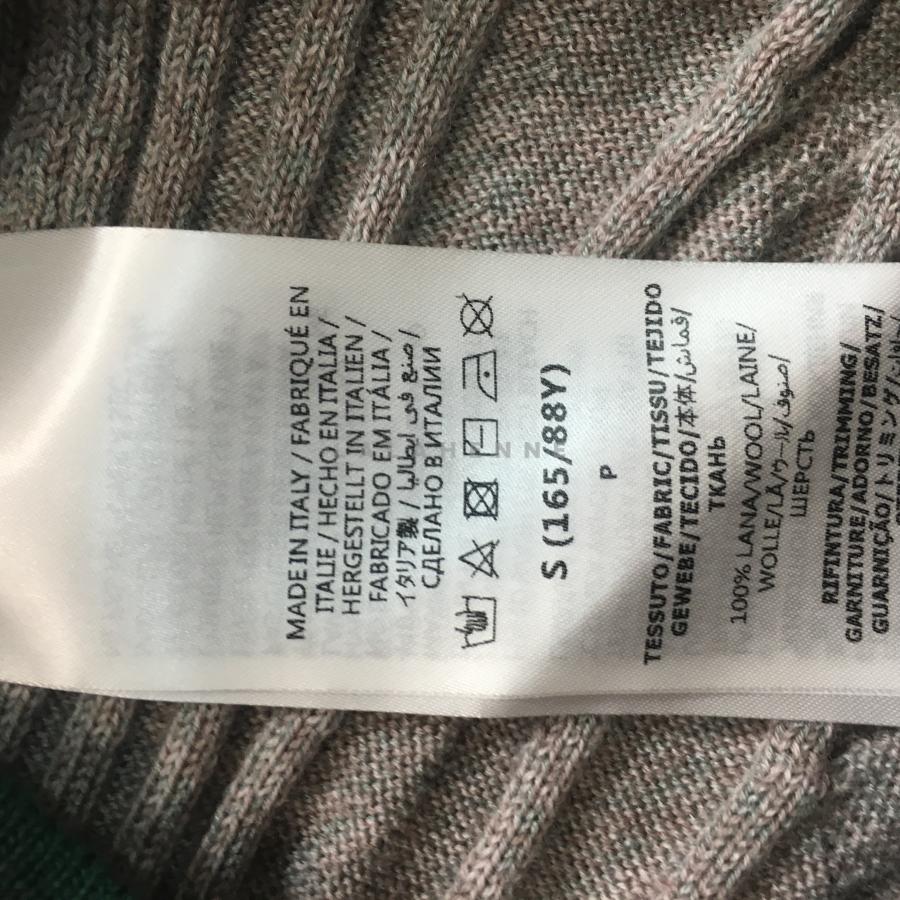 MADE IN ITALY / FABRIQUÉ EN
ITALIE / HECHO EN ITALIA /
HERGESTELLT IN ITALIEN /
FABRICADO EM ITÁLIA /
イタリア製 / صنع في ايطاليا /
СДЕЛАНО В ИТАЛИИ
S (165/88Y)
P
TESSUTO/FABRIC/TISSU/TEJIDO
GEWEBE/TECIDO/本体/قماش/
ТКАНЬ
100% LANA/WOOL/LAINE/
WOLLE/LÃ/ウール/صوف/
ШЕРСТЬ
RIFINTURA/TRIMMING/
GARNITURE/ADORNO/BESATZ/
GUARNIÇÃO/トリミング/